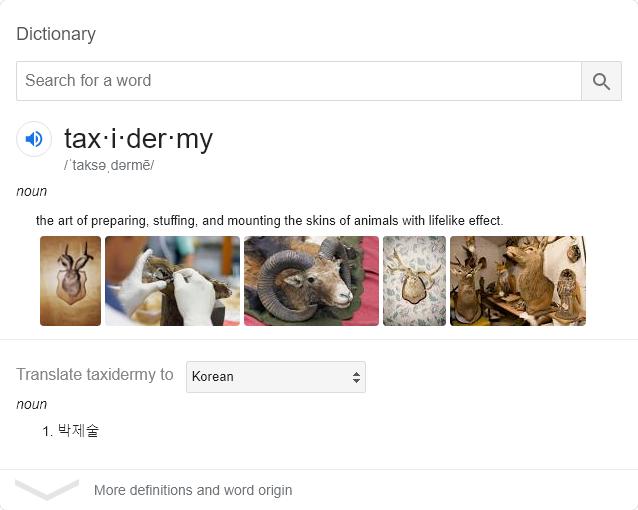 Dictionary
Search for a word
tax·i·der·my
/ˈtaksəˌdərmē/
noun
the art of preparing, stuffing, and mounting the skins of animals with lifelike effect.
Translate taxidermy to Korean
noun
1. 박제술
More definitions and word origin